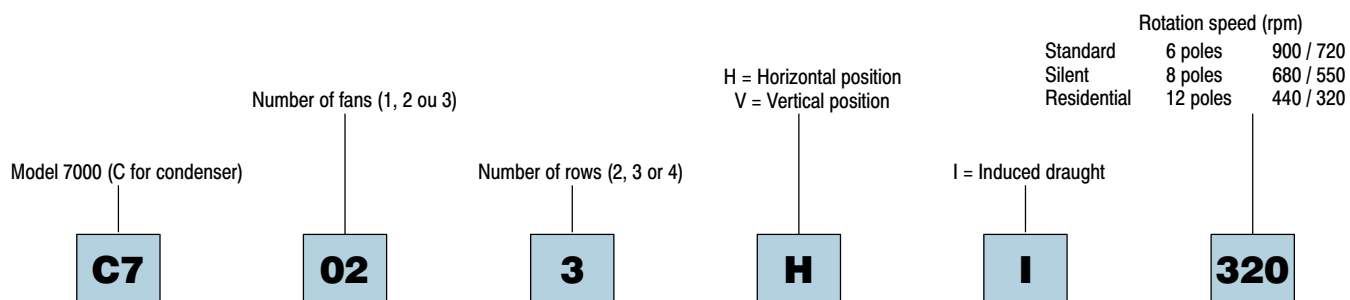 Rotation speed (rpm)
Standard 6 poles 900 / 720
Silent 8 poles 680 / 550
Residential 12 poles 440 / 320
H = Horizontal position
V = Vertical position
Number of fans (1, 2 ou 3)
Model 7000 (C for condenser)
Number of rows (2, 3 or 4)
I = Induced draught
C7 02 3 H I 320